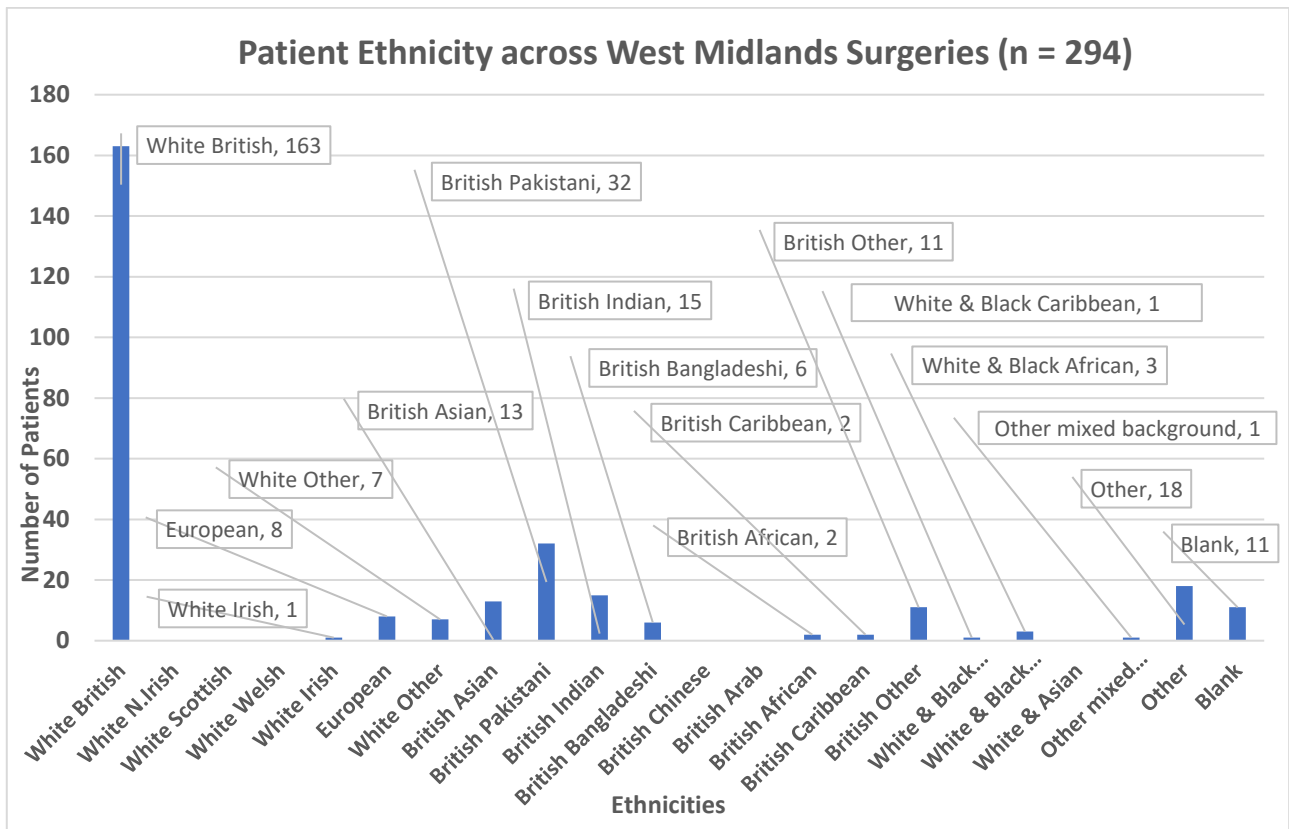 Patient Ethnicity across West Midlands Surgeries (n = 294)
Number of Patients
180
160
140
120
100
80
60
40
20
0
White British, 163
British Pakistani, 32
British Other, 11
British Indian, 15
White & Black Caribbean, 1
British Bangladeshi, 6
White & Black African, 3
British Asian, 13
British Caribbean, 2
Other mixed background, 1
White Other, 7
Other, 18
European, 8
British African, 2
Blank, 11
White Irish, 1
White British
White N.Irish
White Scottish
White Welsh
White Irish
European
White Other
British Asian
British Pakistani
British Indian
British Bangladeshi
British Chinese
British Arab
British African
British Caribbean
British Other
White & Black...
White & Black...
White & Asian
Other mixed...
Other
Blank
Ethnicities